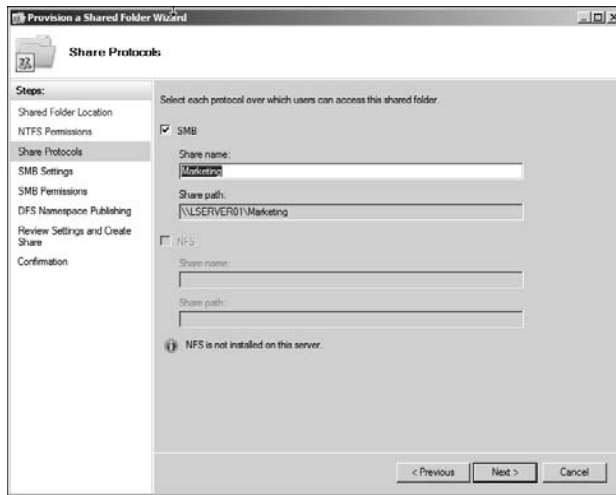 Provision a Shared Folder Wizard
Share Protocols
Steps:
Shared Folder Location
NTFS Permissions
Share Protocols
SMB Settings
SMB Permissions
DFS Namespace Publishing
Review Settings and Create
Share
Confirmation
Select each protocol over which users can access this shared folder.
SMB
Share name:
Marketing
Share path:
\\LSERVER01\Marketing
NFS
Share name:
Share path:
NFS is not installed on this server.
< Previous
Next >
Cancel